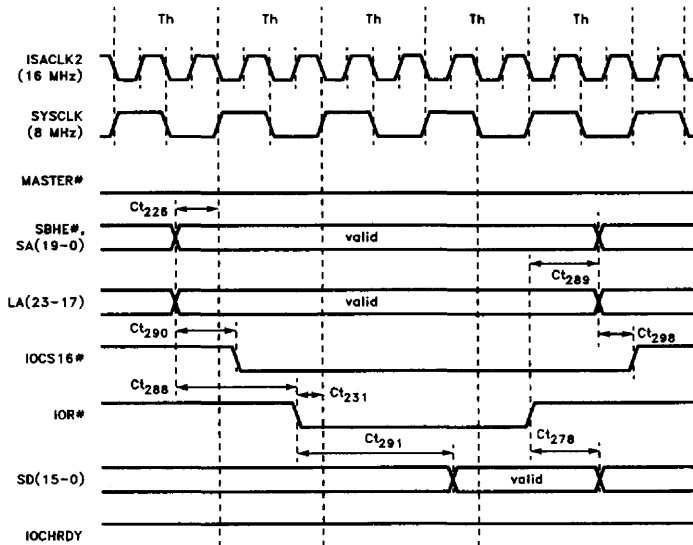 Th Th Th Th Th
ISACLK2
(16 MHz)
SYSCLK
(8 MHz)
MASTER#
Ct226
SBHE#,
SA(19-0)
valid
Ct289
LA(23-17)
valid
Ct290
Ct298
IOCS16#
Ct288
Ct231
IOR#
Ct291
Ct278
SD(15-0)
valid
IOCHRDY